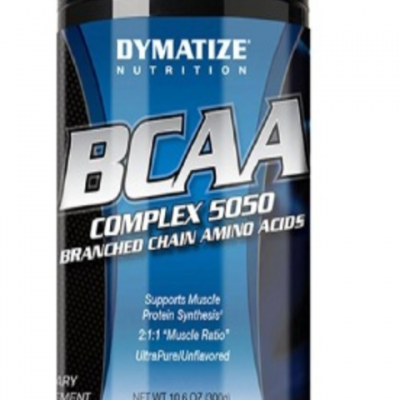 DYMATIZE®
NUTRITION
BCAA
COMPLEX 5050
BRANCHED CHAIN AMINO ACIDS
Supports Muscle
Protein Synthesis‡
2:1:1 "Muscle Ratio"
UltraPure/Unflavored
NET WT 10.6 OZ (300g)